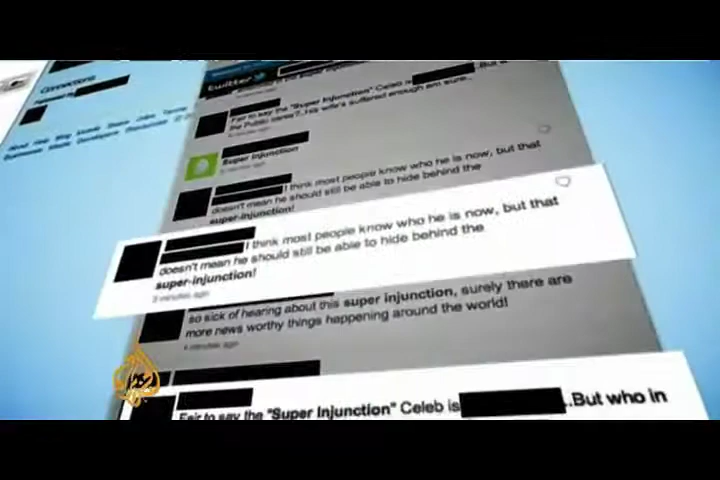 Connections
twitter
Fair to say the "Super Injunction" Celeb is ..But w
the Public cares?..His wife's suffered enough am sure..
Super Injunction
I think most people know who he is now, but that
doesn't mean he should still be able to hide behind the
super-injunction!
I think most people know who he is now, but that
doesn't mean he should still be able to hide behind the
super-injunction!
3 minutes ago
so sick of hearing about this super injunction, surely there are
more news worthy things happening around the world!
4 minutes ago
Fair to say the "Super Injunction" Celeb is ..But who in